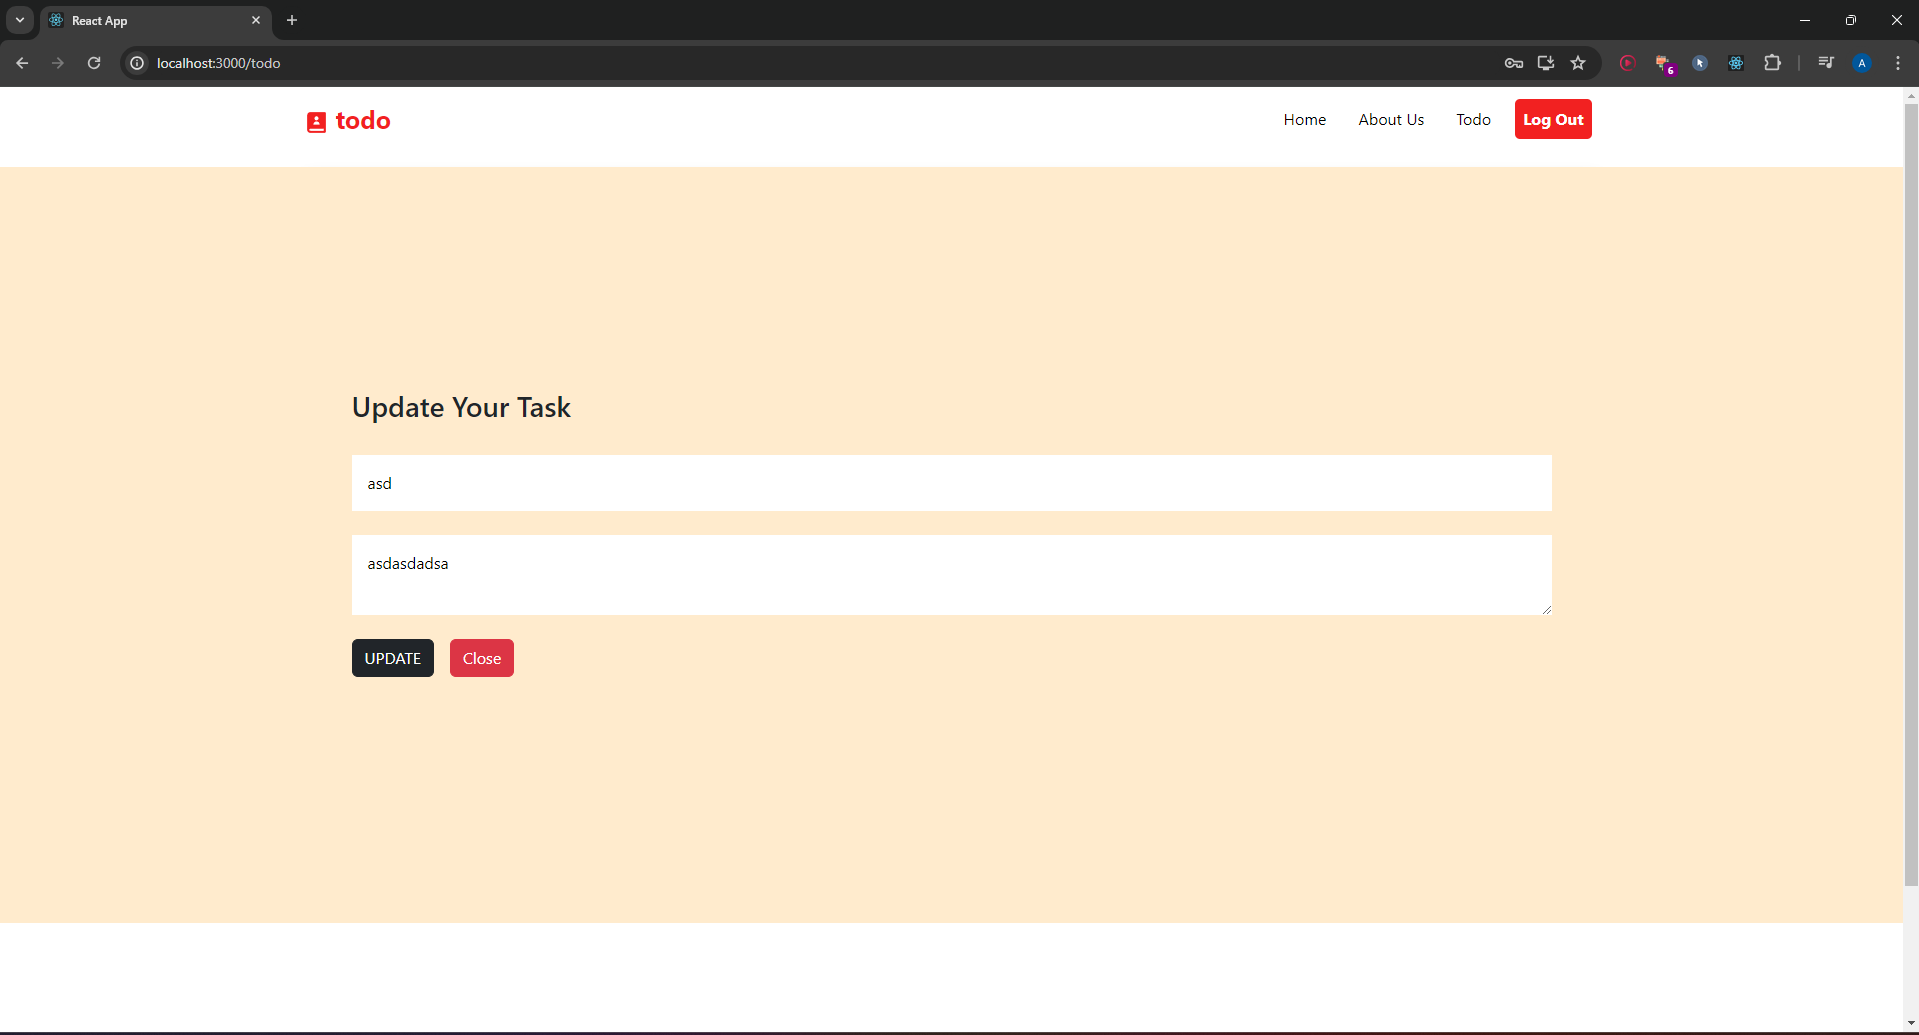 React App
localhost:3000/todo
6
A
todo
Home About Us Todo Log Out
Update Your Task
asd
asdasdadsa
UPDATE Close